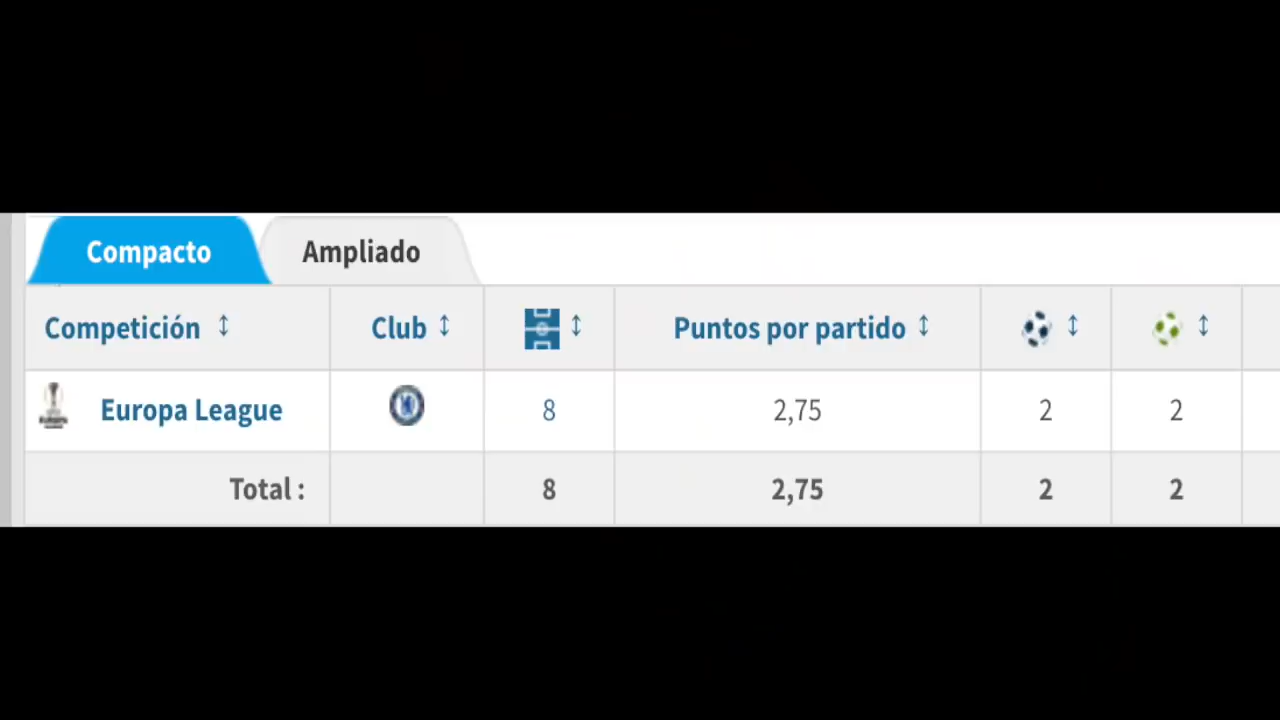 Compacto Ampliado
Competición Club Puntos por partido
Europa League 8 2,75 2 2
Total : 8 2,75 2 2